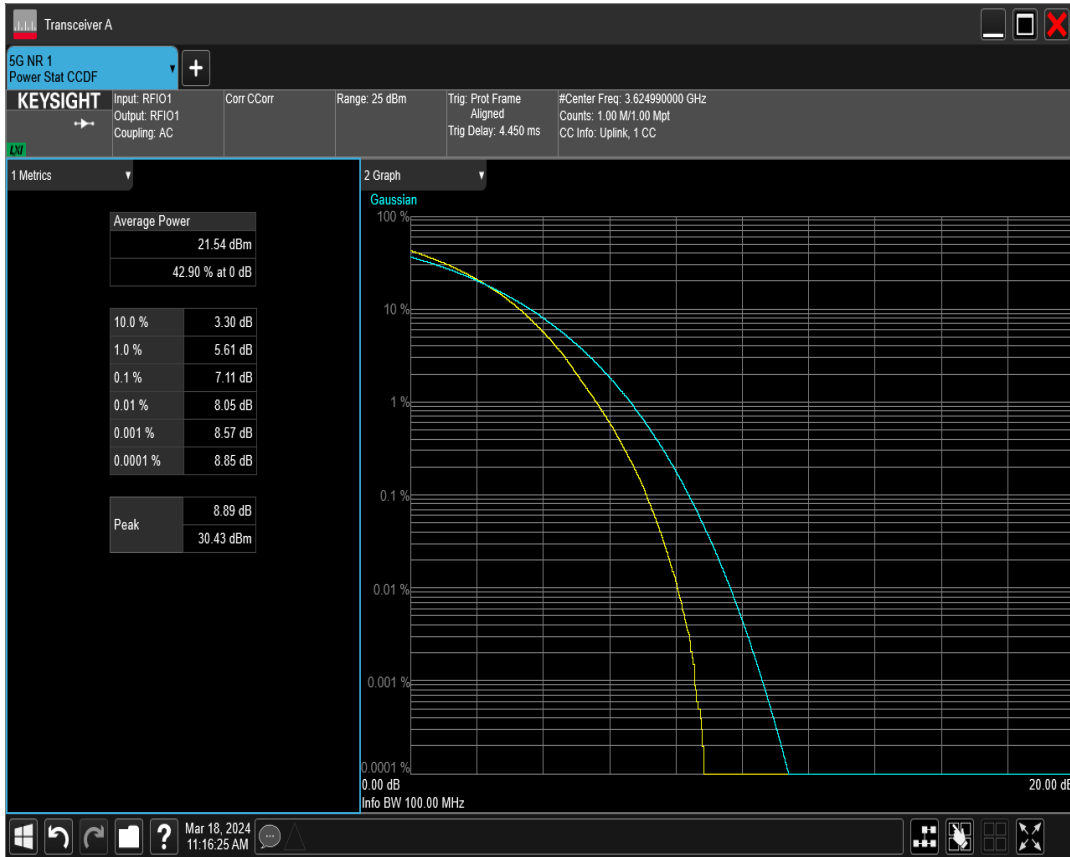 Transceiver A
5G NR 1
Power Stat CCDF
KEYSIGHT
LXI
Input: RFIO1
Output: RFIO1
Coupling: AC
Corr CCorr
Range: 25 dBm
Trig: Prot Frame
Aligned
Trig Delay: 4.450 ms
#Center Freq: 3.624990000 GHz
Counts: 1.00 M/1.00 Mpt
CC Info: Uplink, 1 CC
1 Metrics
Average Power
21.54 dBm
42.90 % at 0 dB
10.0 % 3.30 dB
1.0 % 5.61 dB
0.1 % 7.11 dB
0.01 % 8.05 dB
0.001 % 8.57 dB
0.0001 % 8.85 dB
Peak
8.89 dB
30.43 dBm
2 Graph
Gaussian
100 %
10 %
1 %
0.1 %
0.01 %
0.001 %
0.0001 %
0.00 dB 20.00 dB
Info BW 100.00 MHz
Mar 18, 2024
11:16:25 AM